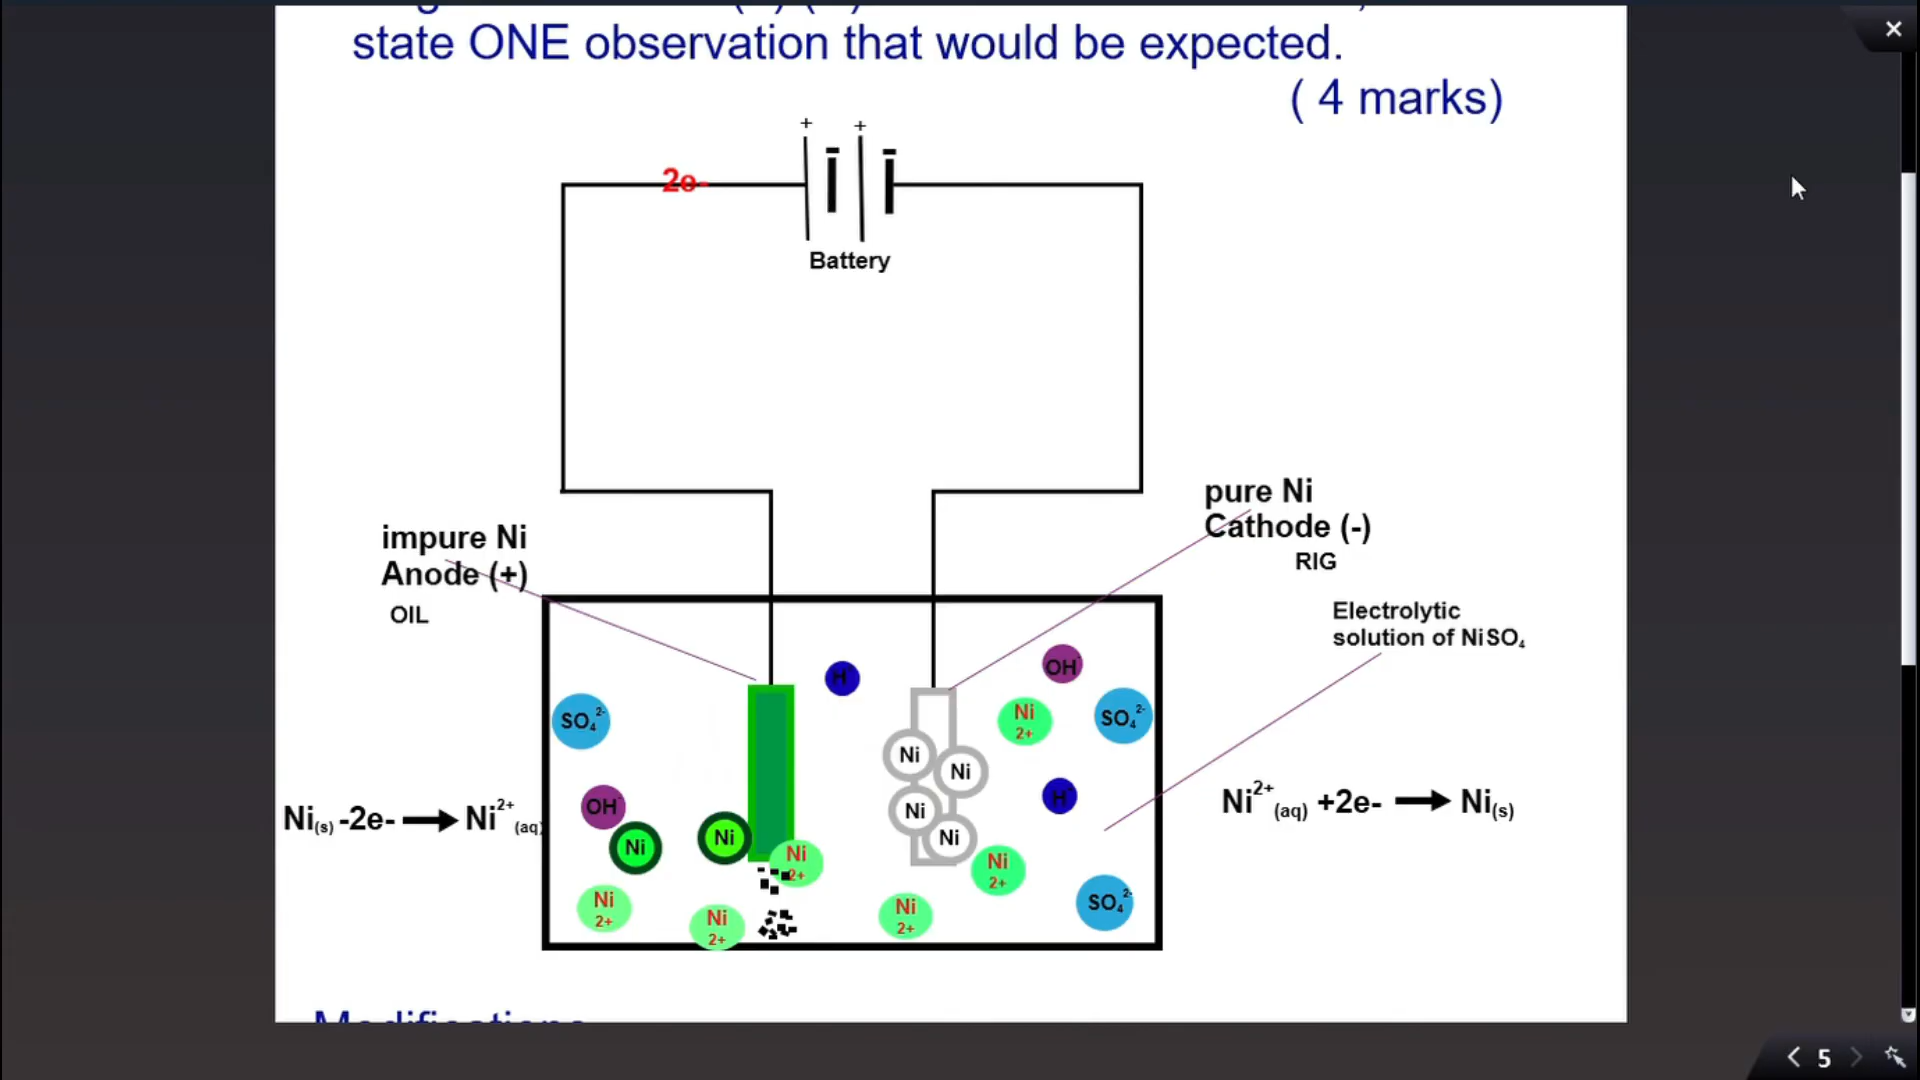 state ONE observation that would be expected.
( 4 marks)
+ +
2e-
Battery
impure Ni
Anode (+)
OIL
pure Ni
Cathode (-)
RIG
Electrolytic
solution of NiSO₄
H⁺
OH⁻
SO₄²⁻
Ni
2+
SO₄²⁻
Ni
Ni
OH⁻
H⁺
Ni²⁺(aq) +2e- → Ni(s)
Ni(s) -2e- → Ni²⁺(aq)
Ni
Ni
Ni
Ni
Ni
2+
Ni
2+
Ni
2+
Ni
2+
Ni
2+
SO₄²⁻
Modifications
5